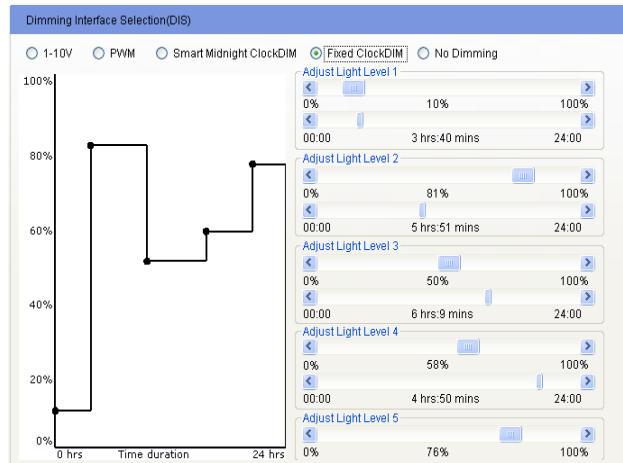 Dimming Interface Selection(DIS)
1-10V PWM Smart Midnight ClockDIM Fixed ClockDIM No Dimming
100%
80%
60%
40%
20%
0%
0 hrs Time duration 24 hrs
Adjust Light Level 1
0% 10% 100%
00:00 3 hrs:40 mins 24:00
Adjust Light Level 2
0% 81% 100%
00:00 5 hrs:51 mins 24:00
Adjust Light Level 3
0% 50% 100%
00:00 6 hrs:9 mins 24:00
Adjust Light Level 4
0% 58% 100%
00:00 4 hrs:50 mins 24:00
Adjust Light Level 5
0% 76% 100%